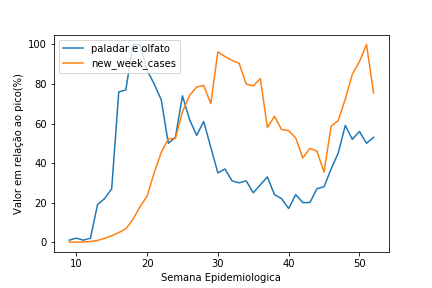 100
80
60
40
20
0
Valor em relação ao pico(%)
paladar e olfato
new_week_cases
10
20
30
40
50
Semana Epidemiologica